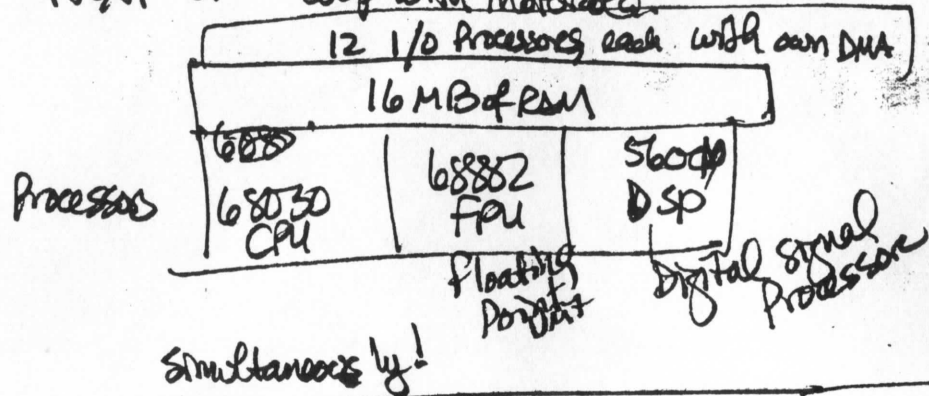 12 I/O Processors, each with own DMA
16 MB of RAM
Processors
68030
CPU
68882
FPU
floating
Point
Unit
DSP
Digital Signal
Processor
simultaneously!